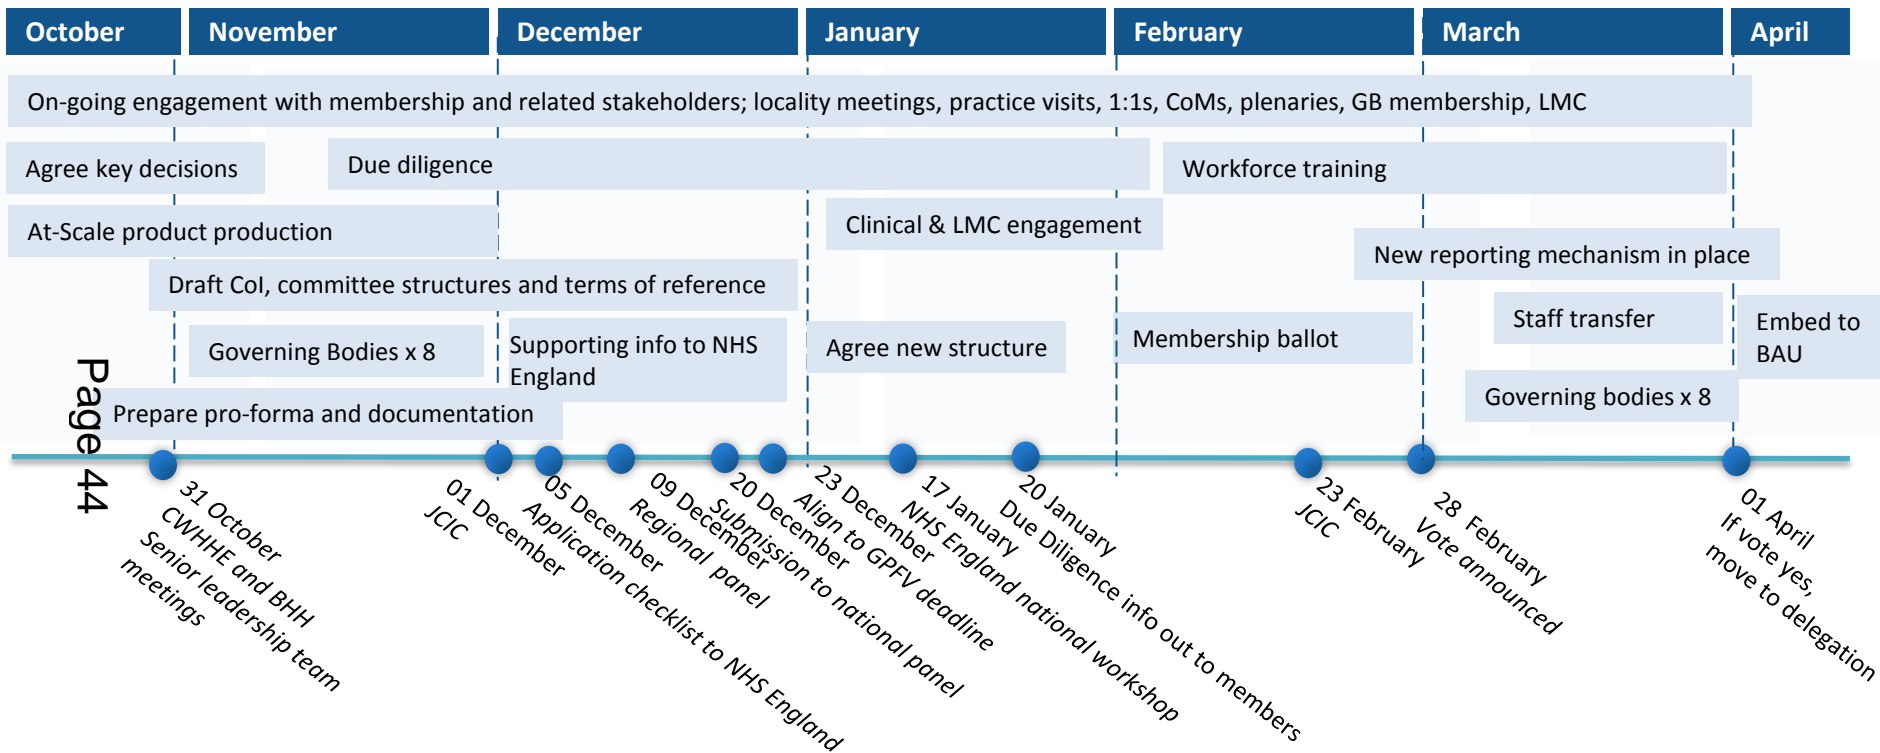 October
November
December
January
February
March
April
On-going engagement with membership and related stakeholders; locality meetings, practice visits, 1:1s, CoMs, plenaries, GB membership, LMC
Agree key decisions
Due diligence
Workforce training
At-Scale product production
Clinical & LMC engagement
New reporting mechanism in place
Draft CoI, committee structures and terms of reference
Staff transfer
Embed to
BAU
Governing Bodies x 8
Supporting info to NHS
England
Agree new structure
Membership ballot
Governing bodies x 8
Prepare pro-forma and documentation
Page 44
31 October
CWHHE and BHH
Senior leadership team
meetings
01 December
JCIC
05 December
Application checklist to NHS England
09 December
Regional panel
20 December
Submission to national panel
23 December
Align to GPFV deadline
17 January
NHS England national workshop
20 January
Due Diligence info out to members
23 February
JCIC
28 February
Vote announced
01 April
If vote yes,
move to delegation